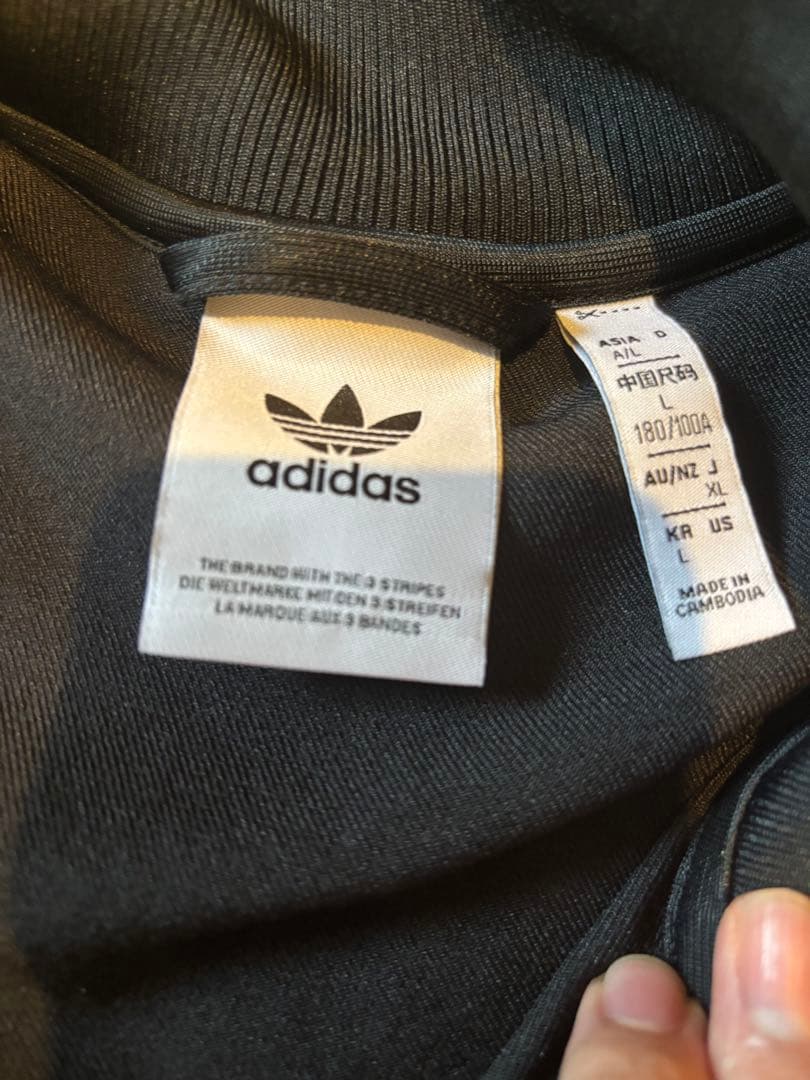 adidas
THE BRAND WITH THE 3 STRIPES
DIE WELTMARKE MIT DEN 3 STREIFEN
LA MARQUE AUX 3 BANDES
ASIA D
A/L
中国尺码
L
180/100A
AU/NZ J
XL
KR US
L
MADE IN
CAMBODIA